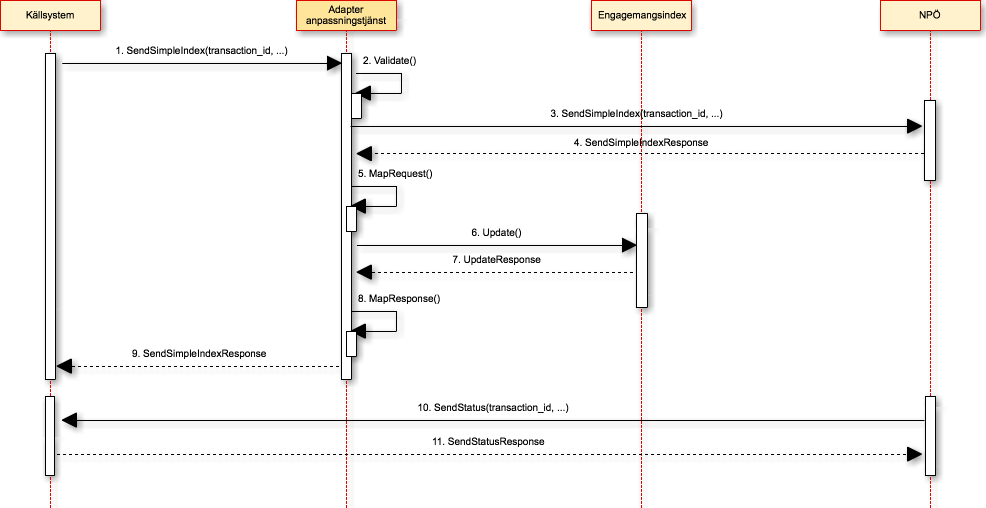 Källsystem
Adapter
anpassningstjänst
Engagemangsindex
NPÖ
1. SendSimpleIndex(transaction_id, ...)
2. Validate()
3. SendSimpleIndex(transaction_id, ...)
4. SendSimpleIndexResponse
5. MapRequest()
6. Update()
7. UpdateResponse
8. MapResponse()
9. SendSimpleIndexResponse
10. SendStatus(transaction_id, ...)
11. SendStatusResponse